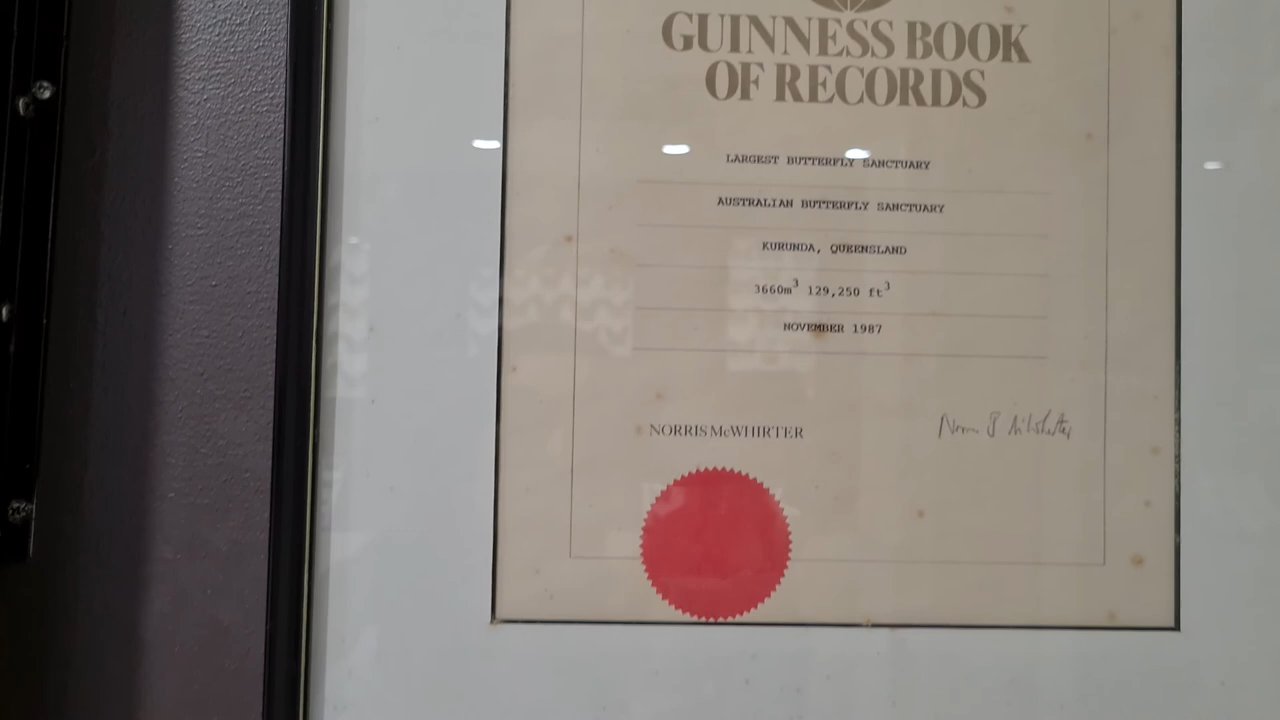 GUINNESS BOOK
OF RECORDS
LARGEST BUTTERFLY SANCTUARY
AUSTRALIAN BUTTERFLY SANCTUARY
KURUNDA, QUEENSLAND
3660m³ 129,250 ft³
NOVEMBER 1987
NORRIS McWHIRTER